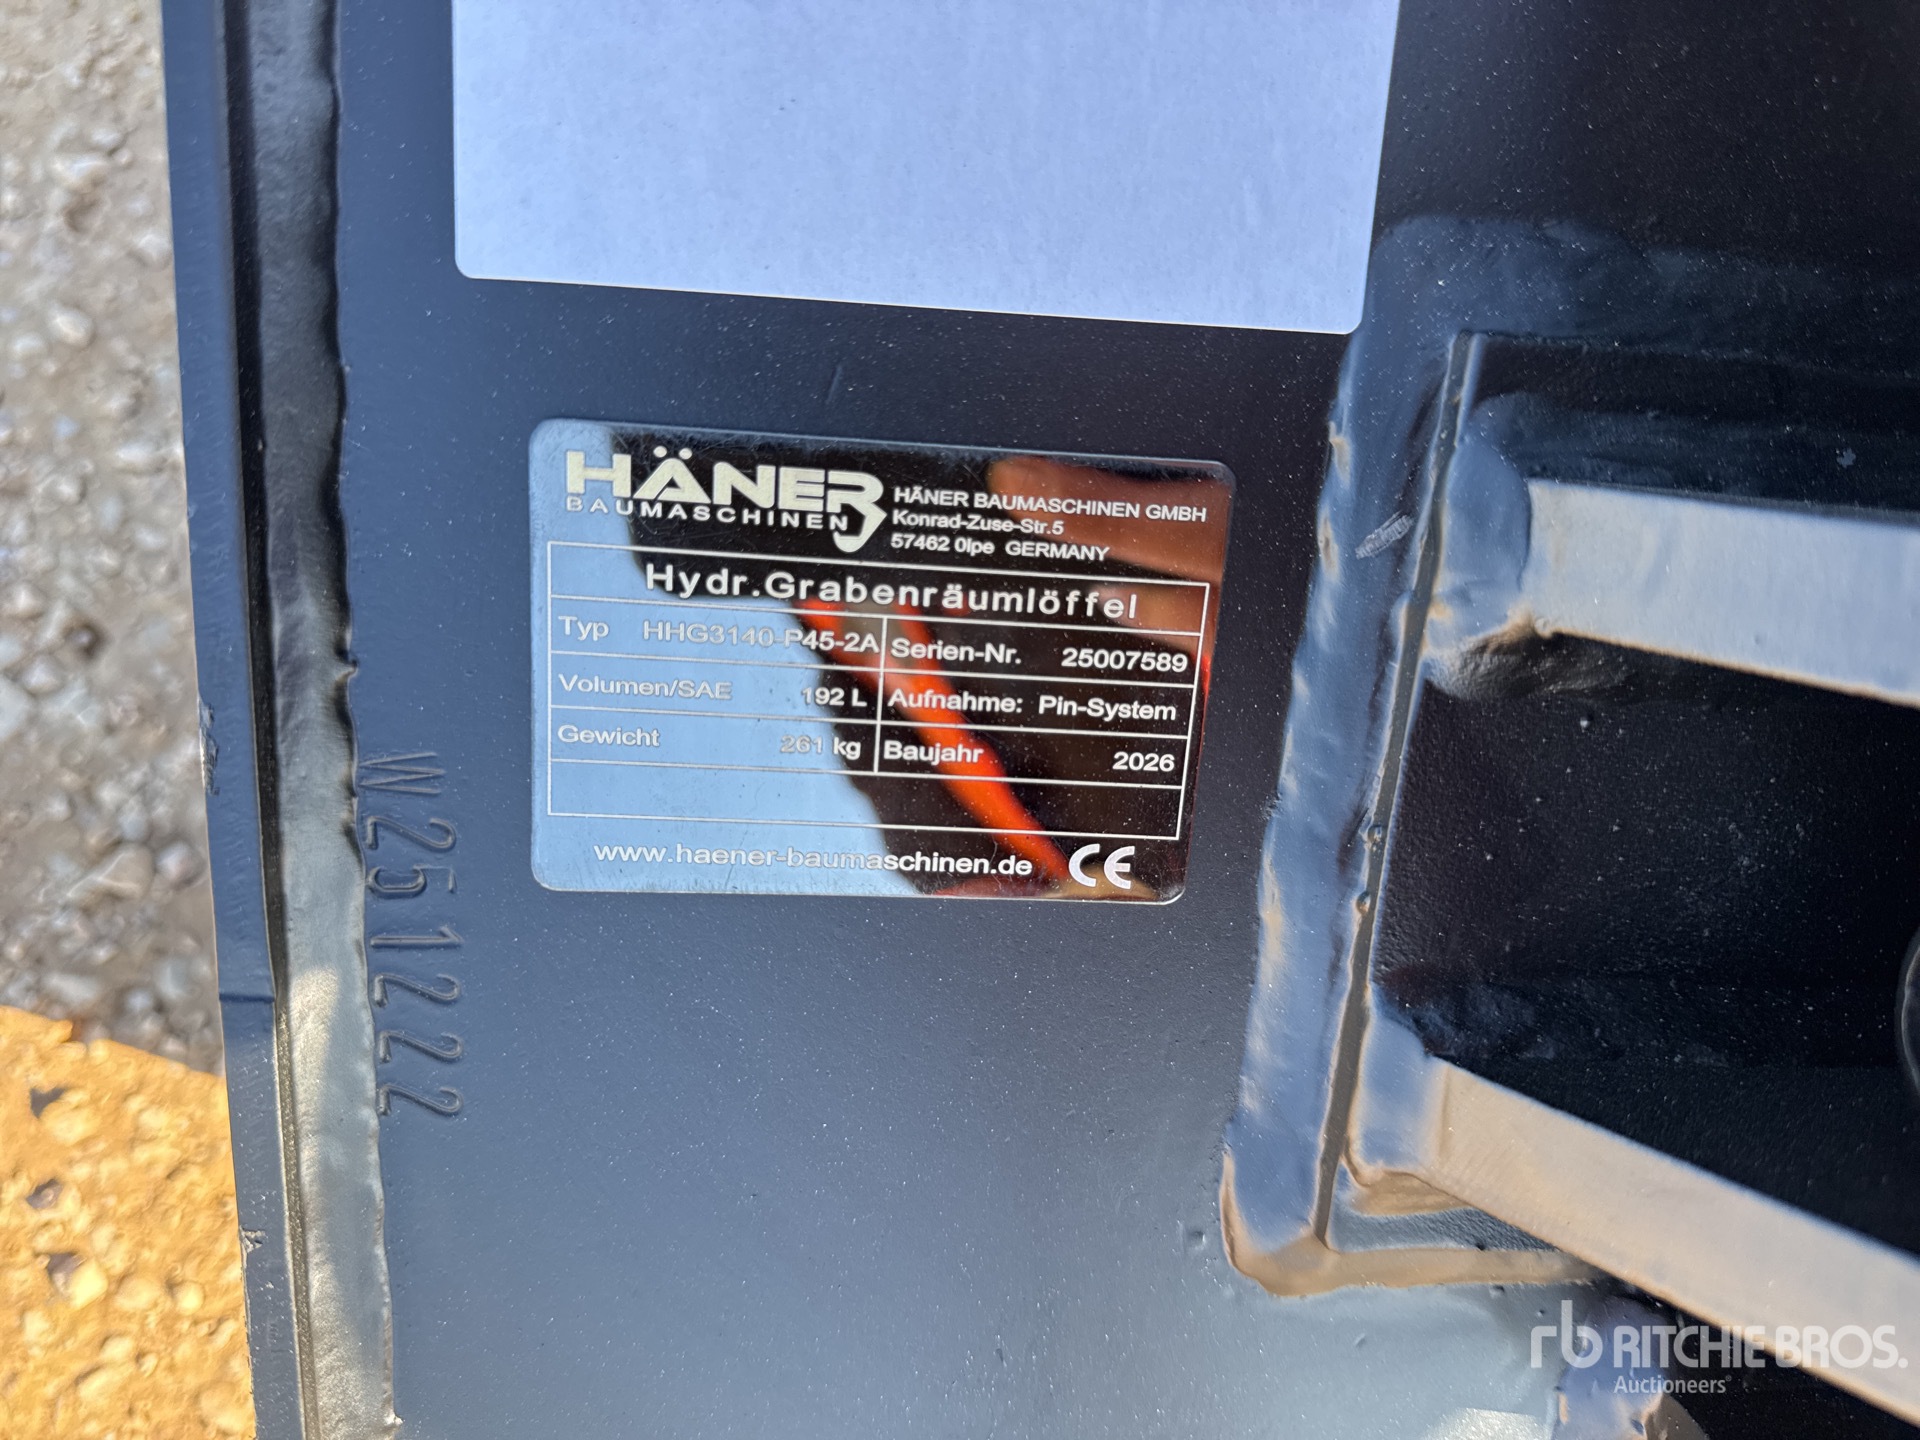 HÄNER
BAUMASCHINEN
HÄNER BAUMASCHINEN GMBH
Konrad-Zuse-Str.5
57462 Olpe GERMANY
Hydr.Grabenräumlöffel
Typ HHG3140-P45-2A Serien-Nr. 25007589
Volumen/SAE 192 L Aufnahme: Pin-System
Gewicht 261 kg Baujahr 2026
www.haener-baumaschinen.de CE
W251222
rb RITCHIE BROS.
Auctioneers